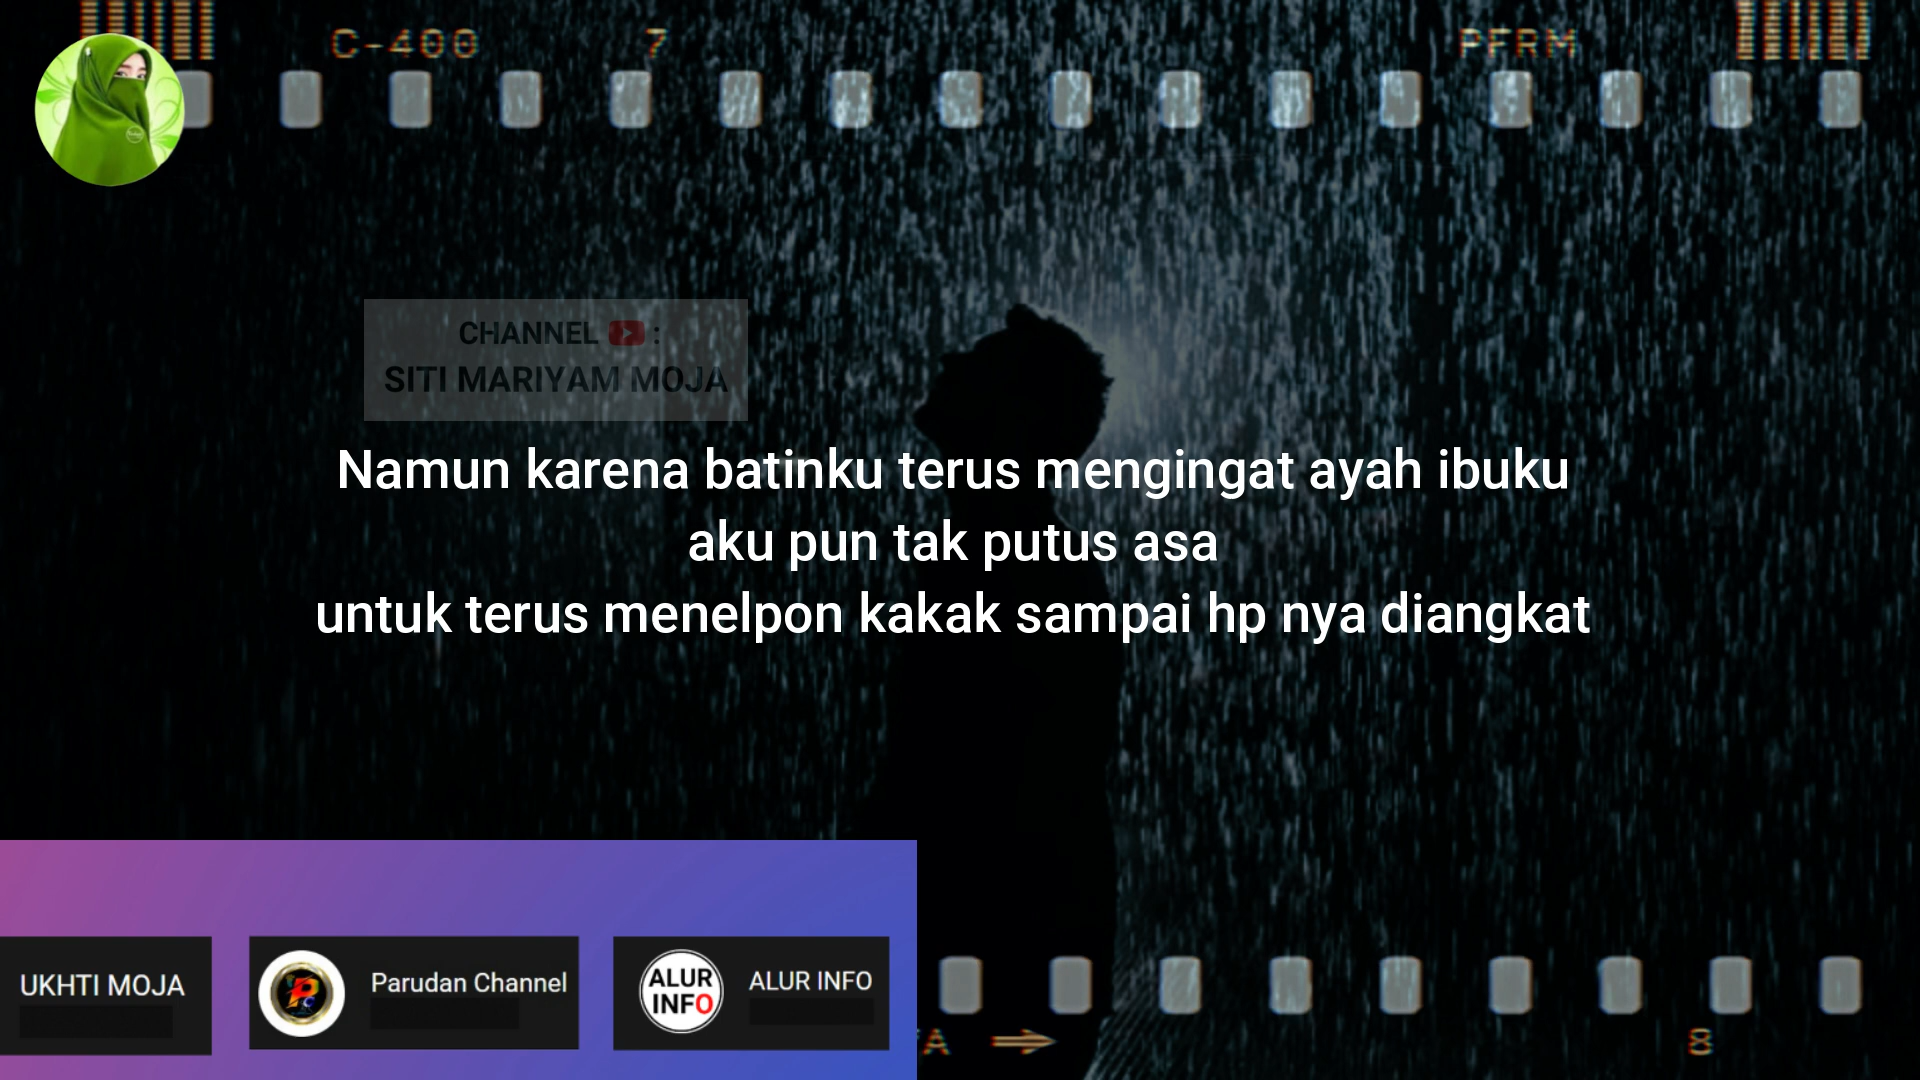 C-400 7 PFRM
CHANNEL :
SITI MARIYAM MOJA
Namun karena batinku terus mengingat ayah ibuku
aku pun tak putus asa
untuk terus menelpon kakak sampai hp nya diangkat
UKHTI MOJA
Parudan Channel
ALUR
INFO
ALUR INFO
A
8